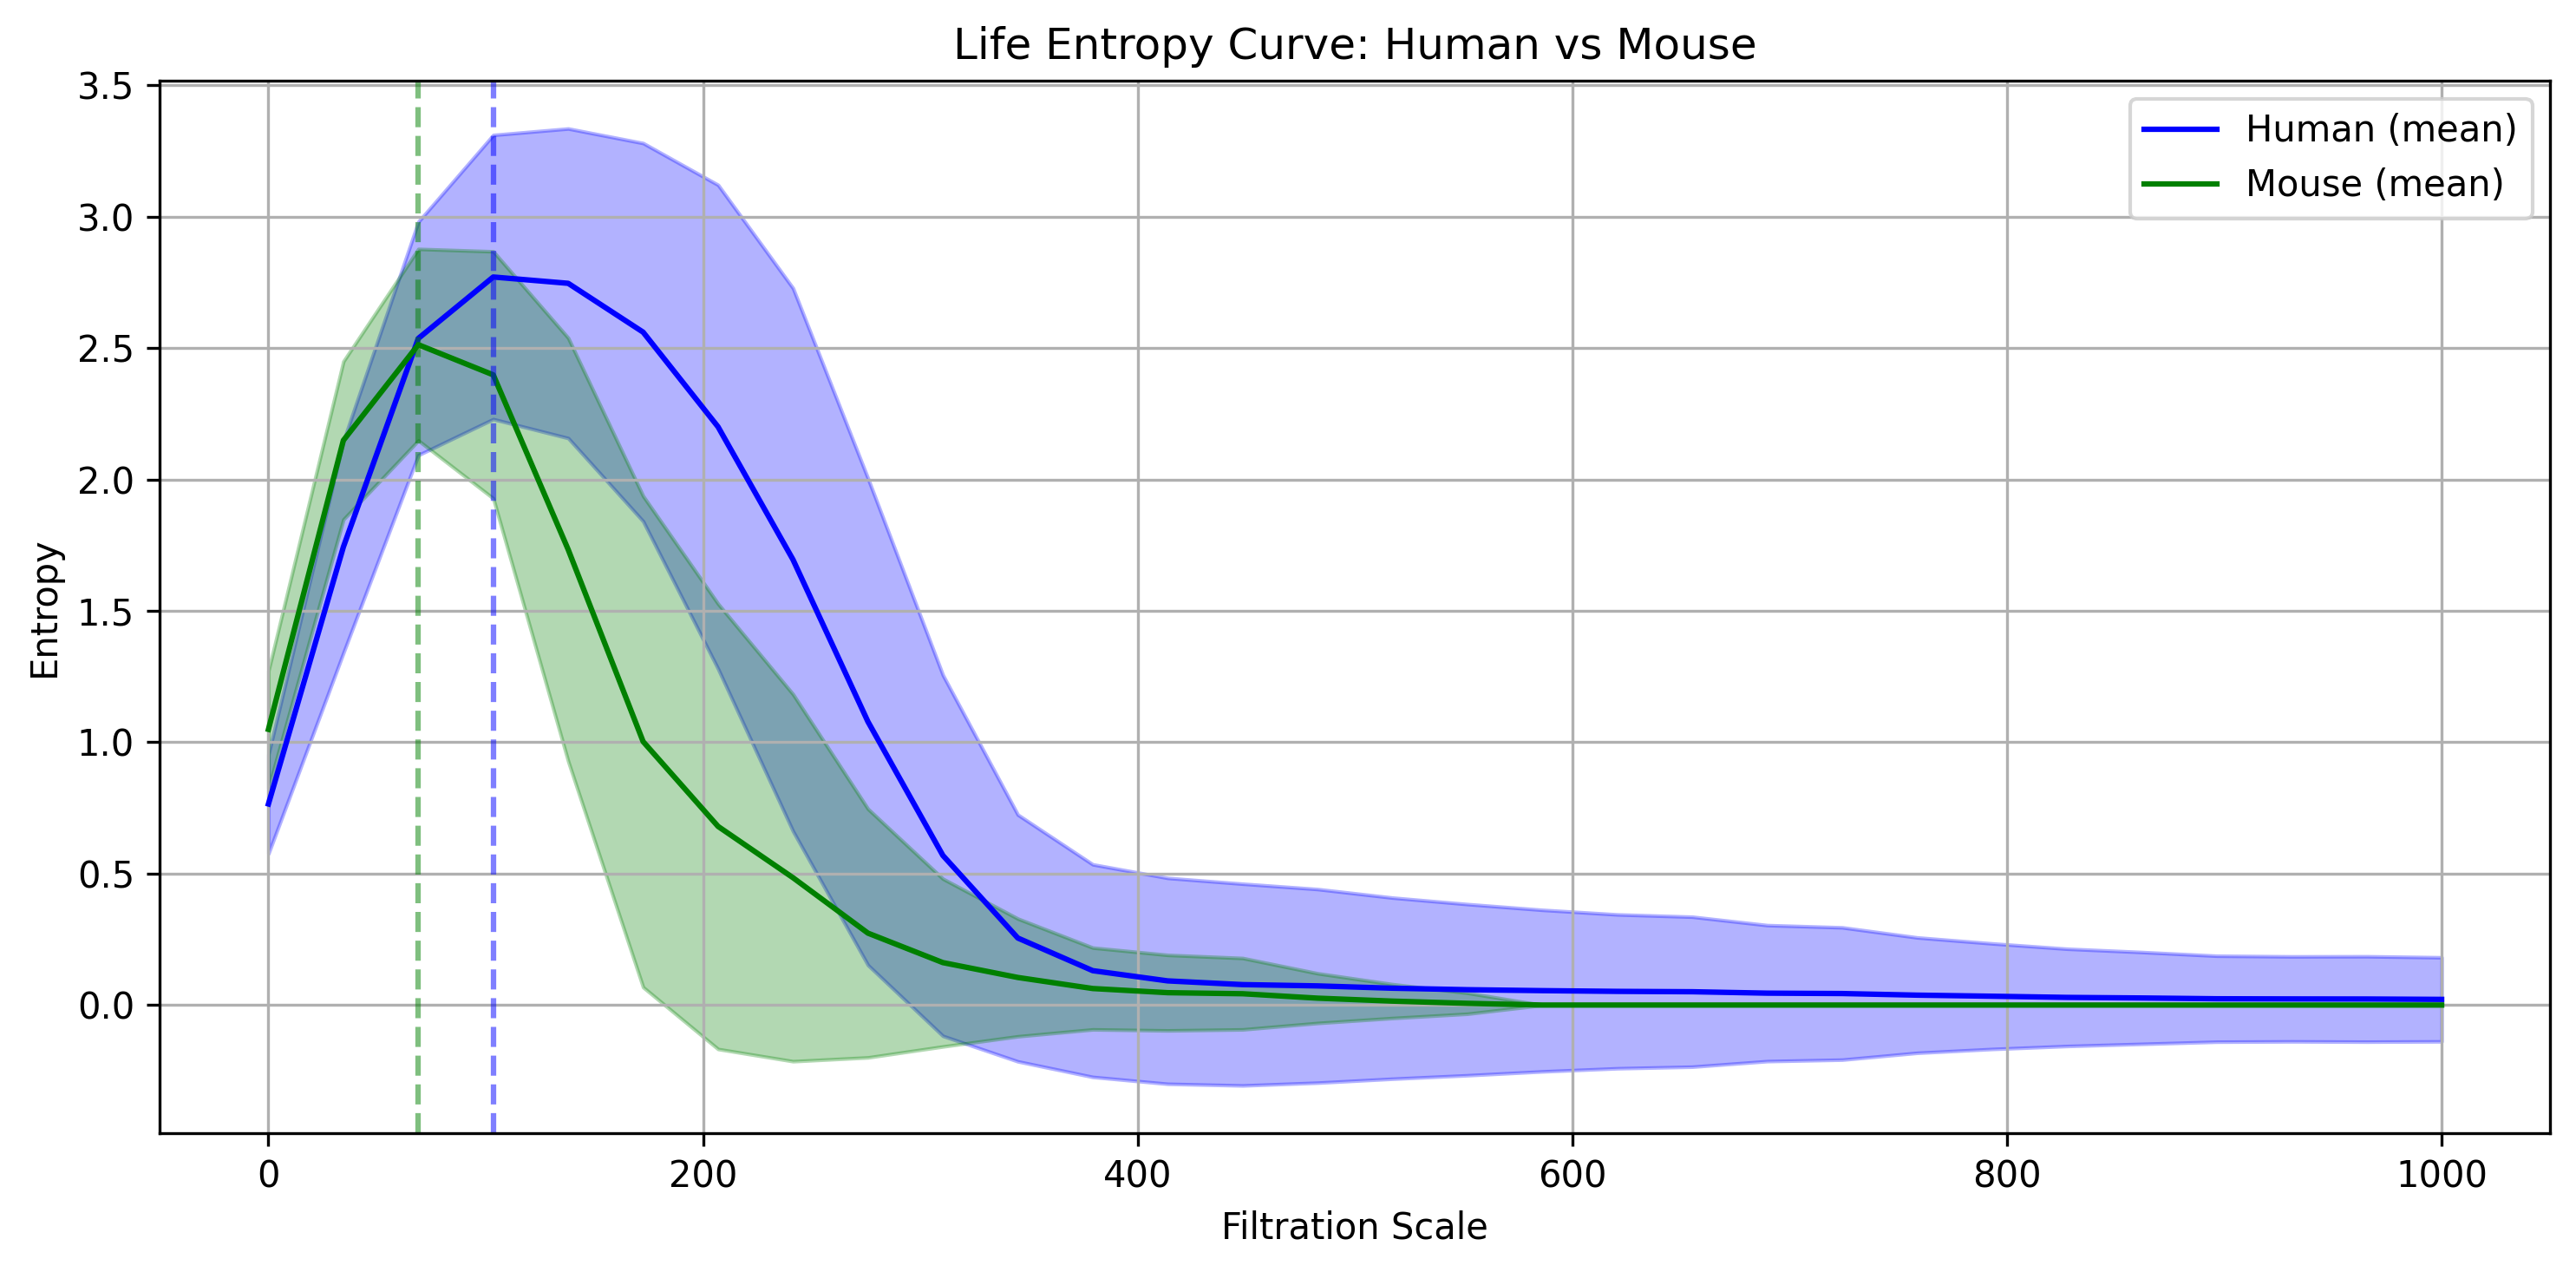 Life Entropy Curve: Human vs Mouse
Human (mean)
Mouse (mean)
Entropy
3.5
3.0
2.5
2.0
1.5
1.0
0.5
0.0
0 200 400 600 800 1000
Filtration Scale